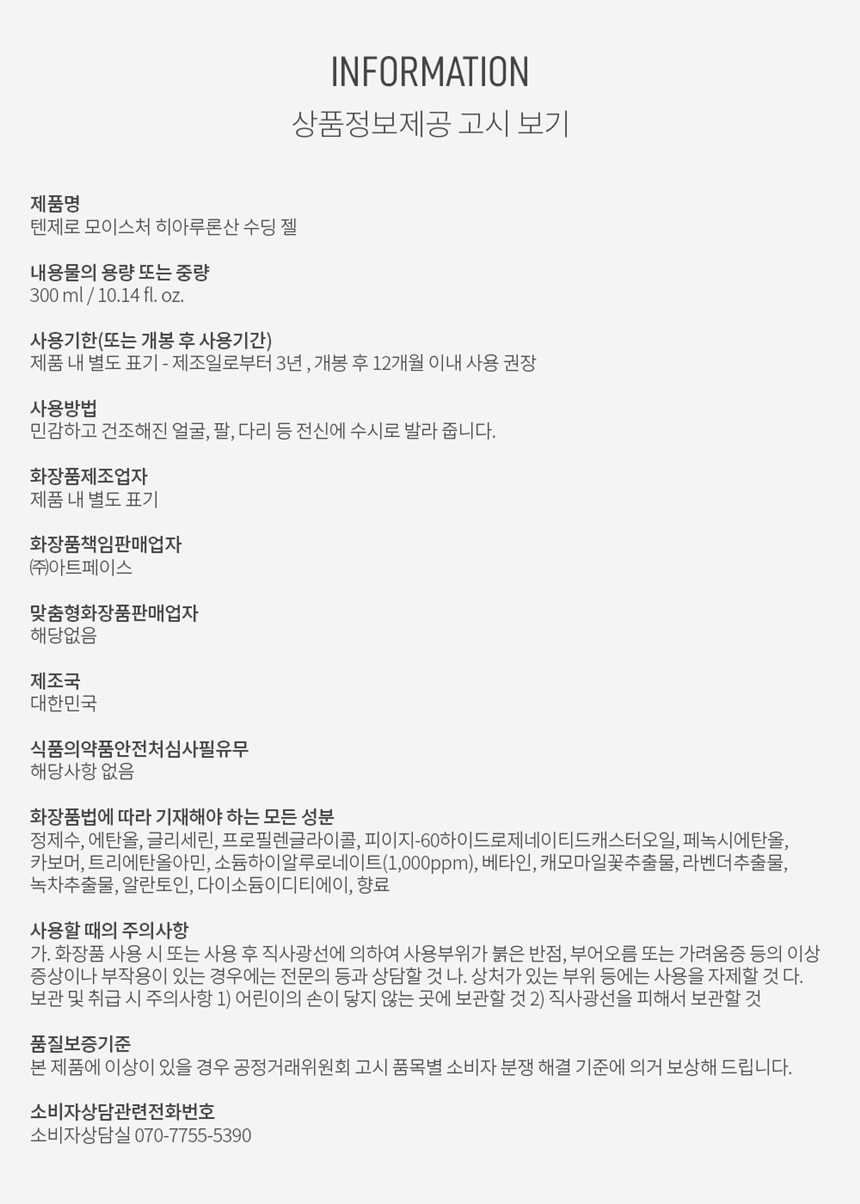 INFORMATION
상품정보제공 고시 보기
제품명
텐제로 모이스처 히아루론산 수딩 젤
내용물의 용량 또는 중량
300 ml / 10.14 fl. oz.
사용기한(또는 개봉 후 사용기간)
제품 내 별도 표기 - 제조일로부터 3년 , 개봉 후 12개월 이내 사용 권장
사용방법
민감하고 건조해진 얼굴, 팔, 다리 등 전신에 수시로 발라 줍니다.
화장품제조업자
제품 내 별도 표기
화장품책임판매업자
㈜아트페이스
맞춤형화장품판매업자
해당없음
제조국
대한민국
식품의약품안전처심사필유무
해당사항 없음
화장품법에 따라 기재해야 하는 모든 성분
정제수, 에탄올, 글리세린, 프로필렌글라이콜, 피이지-60하이드로제네이티드캐스터오일, 페녹시에탄올,
카보머, 트리에탄올아민, 소듐하이알루로네이트(1,000ppm), 베타인, 캐모마일꽃추출물, 라벤더추출물,
녹차추출물, 알란토인, 다이소듐이디티에이, 향료
사용할 때의 주의사항
가. 화장품 사용 시 또는 사용 후 직사광선에 의하여 사용부위가 붉은 반점, 부어오름 또는 가려움증 등의 이상
증상이나 부작용이 있는 경우에는 전문의 등과 상담할 것 나. 상처가 있는 부위 등에는 사용을 자제할 것 다.
보관 및 취급 시 주의사항 1) 어린이의 손이 닿지 않는 곳에 보관할 것 2) 직사광선을 피해서 보관할 것
품질보증기준
본 제품에 이상이 있을 경우 공정거래위원회 고시 품목별 소비자 분쟁 해결 기준에 의거 보상해 드립니다.
소비자상담관련전화번호
소비자상담실 070-7755-5390